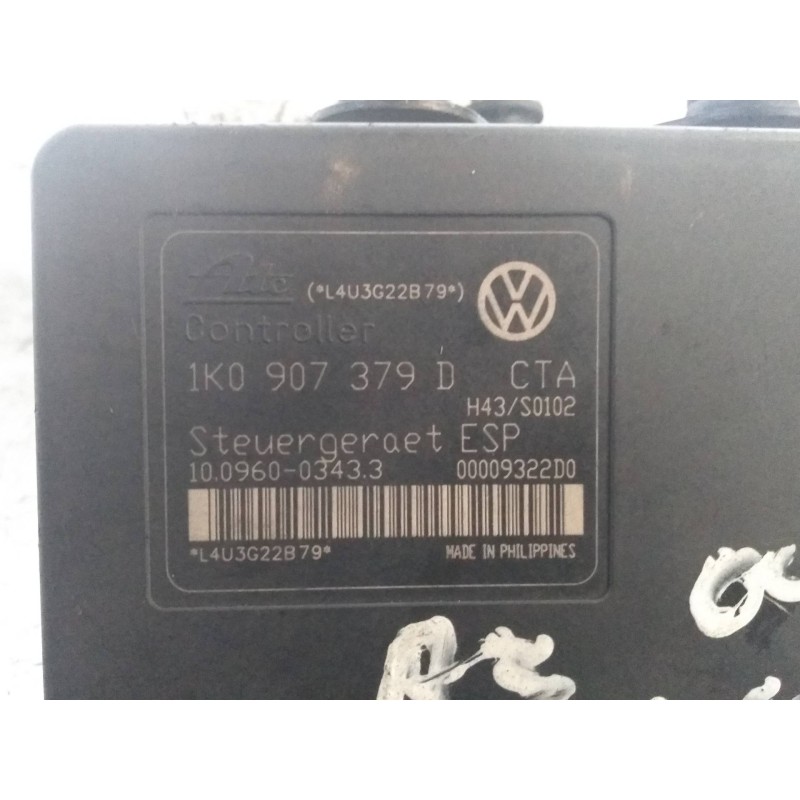 (*L4U3G22B79*)
Controller
1K0 907 379 D CTA
H43/S0102
Steuergeraet ESP
10.0960-0343.3 00009322D0
*L4U3G22B79*
MADE IN PHILIPPINES